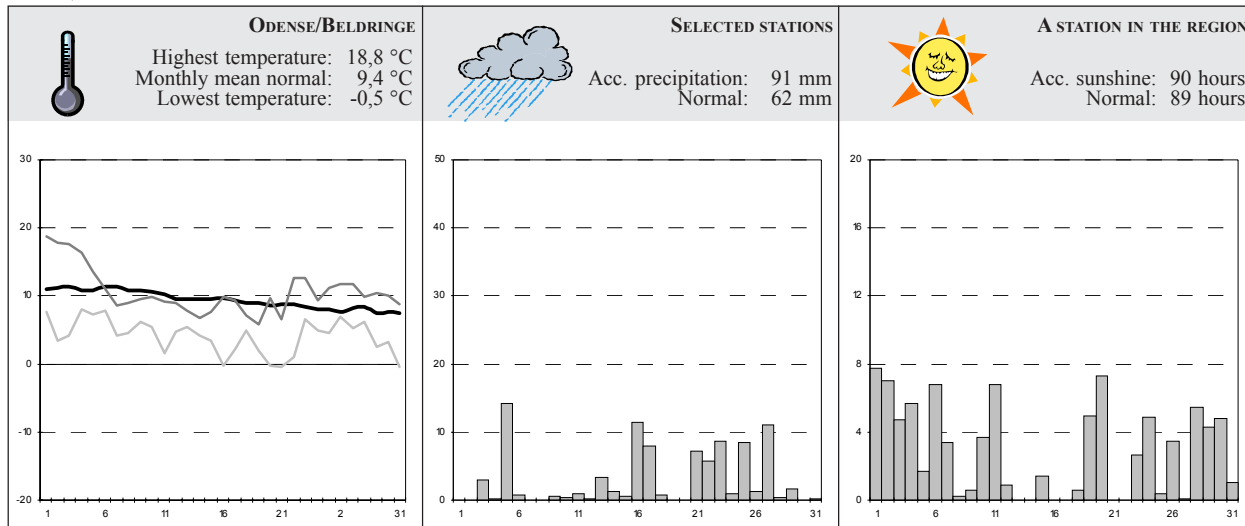 ODENSE/BELDRINGE
Highest temperature: 18,8 °C
Monthly mean normal: 9,4 °C
Lowest temperature: -0,5 °C
SELECTED STATIONS
Acc. precipitation: 91 mm
Normal: 62 mm
A STATION IN THE REGION
Acc. sunshine: 90 hours
Normal: 89 hours
30
20
10
0
-10
-20
1 6 11 16 21 2 31
50
40
30
20
10
0
1 6 11 16 21 26 31
20
16
12
8
4
0
1 6 11 16 21 26 31